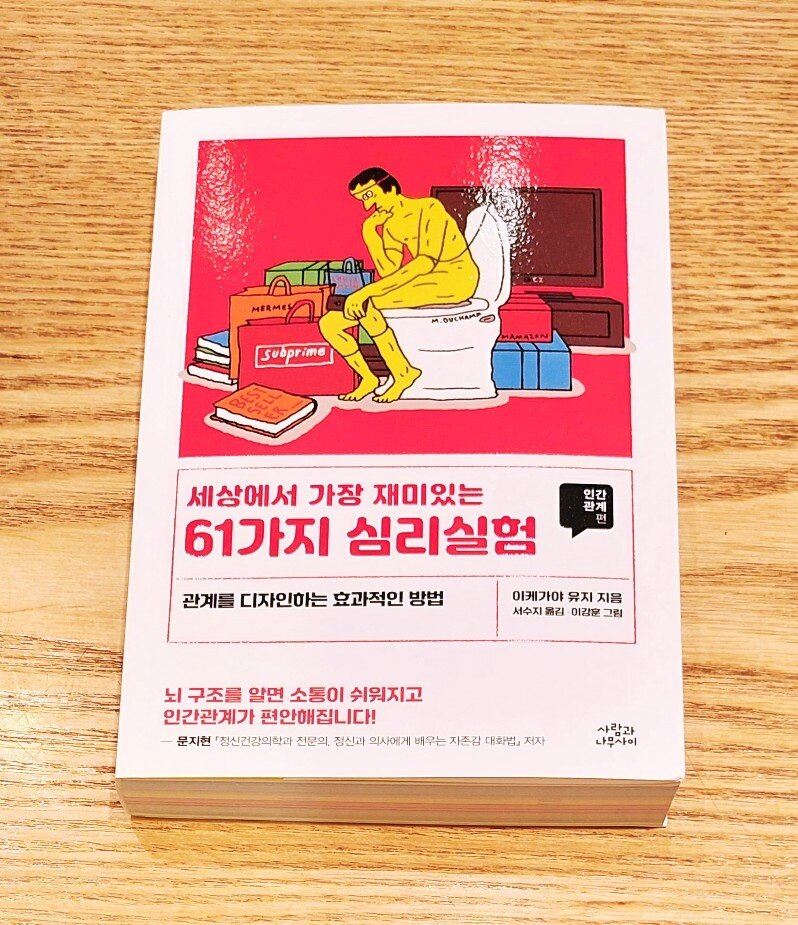 MERMES
subprime
BEST
SEL
ER
M.DUCHAMP
MAMAZON
세상에서 가장 재미있는
61가지 심리실험
인간
관계
편
관계를 디자인하는 효과적인 방법
이케가야 유지 지음
서수지 옮김·이강훈 그림
뇌 구조를 알면 소통이 쉬워지고
인간관계가 편안해집니다!
— 문지현 『정신건강의학과 전문의, 정신과 의사에게 배우는 자존감 대화법』 저자
사람과
나무사이